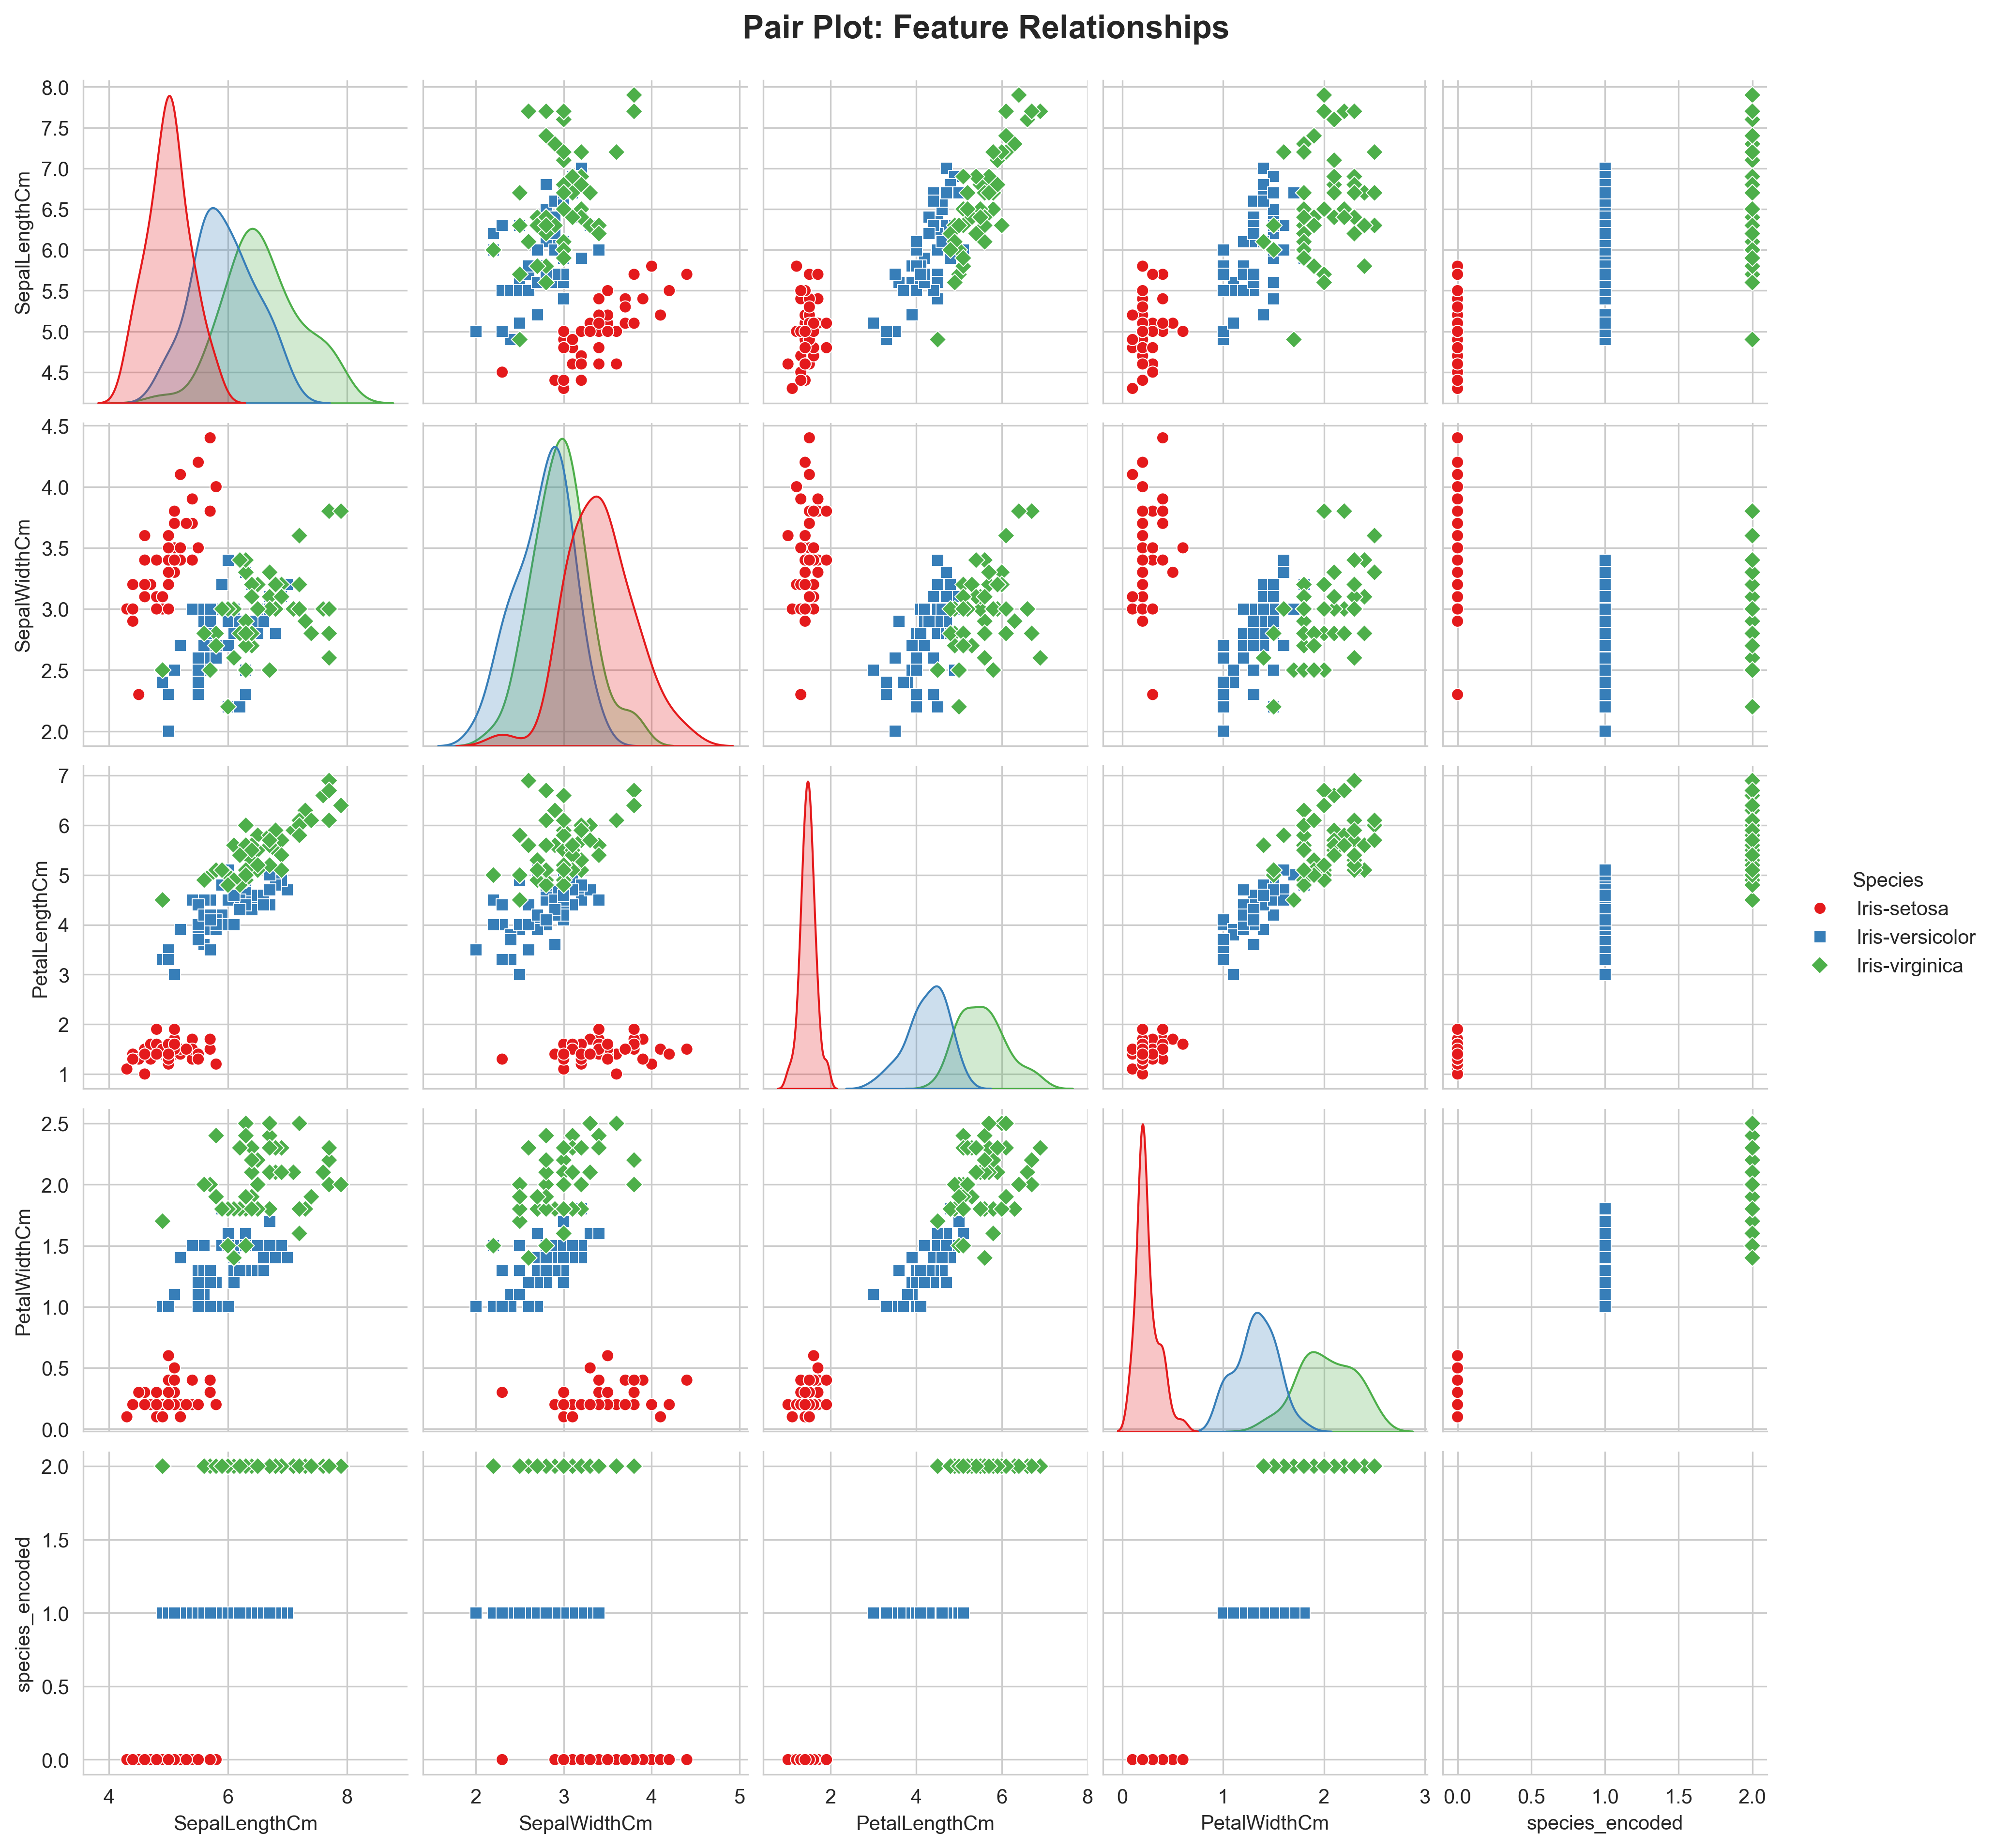 Pair Plot: Feature Relationships
SepalLengthCm
8.0
7.5
7.0
6.5
6.0
5.5
5.0
4.5
SepalWidthCm
4.5
4.0
3.5
3.0
2.5
2.0
PetalLengthCm
7
6
5
4
3
2
1
Species
Iris-setosa
Iris-versicolor
Iris-virginica
PetalWidthCm
2.5
2.0
1.5
1.0
0.5
0.0
species_encoded
2.0
1.5
1.0
0.5
0.0
4 6 8 2 3 4 5 2 4 6 8 0 1 2 3 0.0 0.5 1.0 1.5 2.0
SepalLengthCm SepalWidthCm PetalLengthCm PetalWidthCm species_encoded